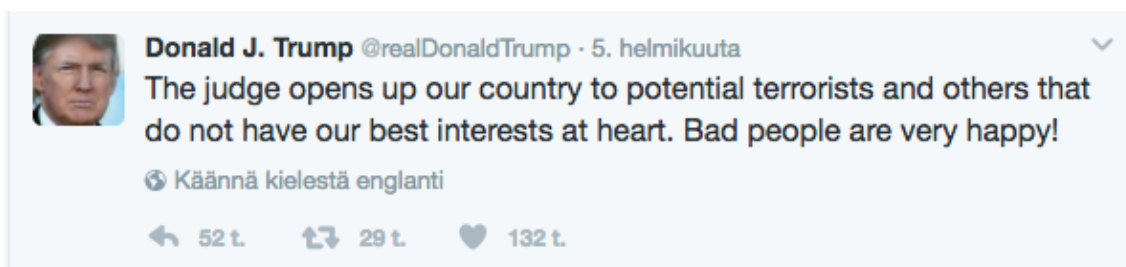 Donald J. Trump @realDonaldTrump · 5. helmikuuta
The judge opens up our country to potential terrorists and others that
do not have our best interests at heart. Bad people are very happy!
Käännä kielestä englanti
52 t. 29 t. 132 t.